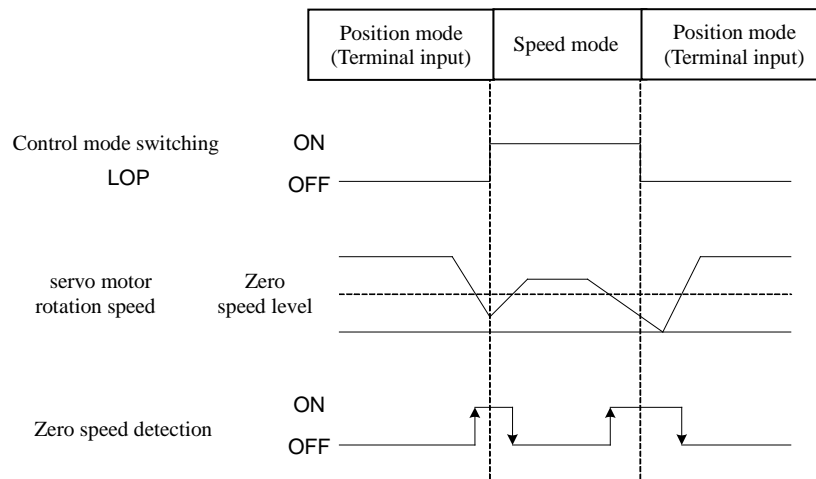 Position mode
(Terminal input)
Speed mode
Position mode
(Terminal input)
Control mode switching
LOP
ON
OFF
servo motor
rotation speed
Zero
speed level
Zero speed detection
ON
OFF